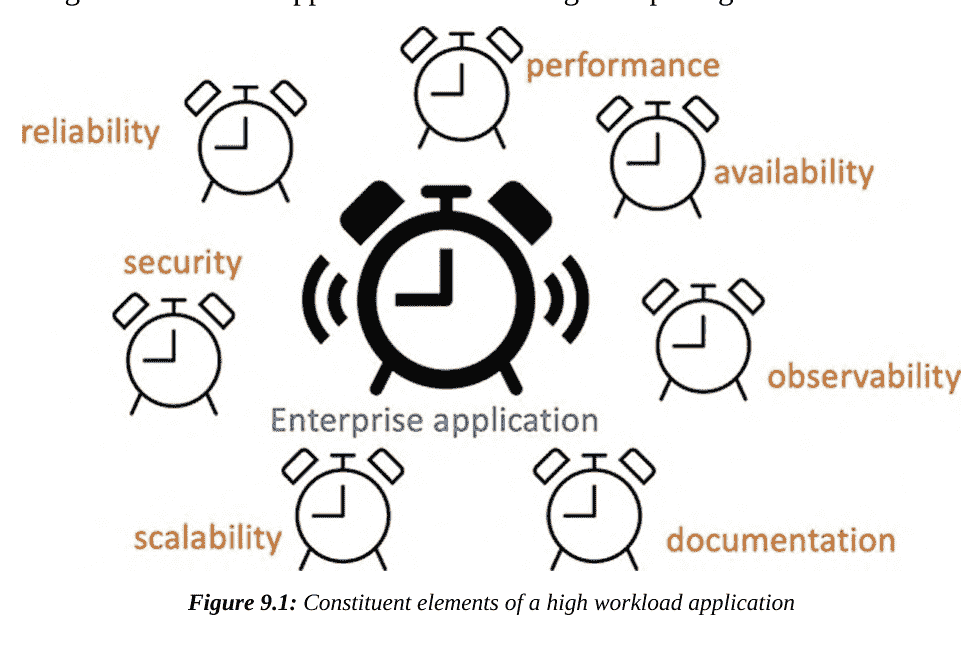 performance
reliability
availability
security
observability
Enterprise application
scalability
documentation
Figure 9.1: Constituent elements of a high workload application